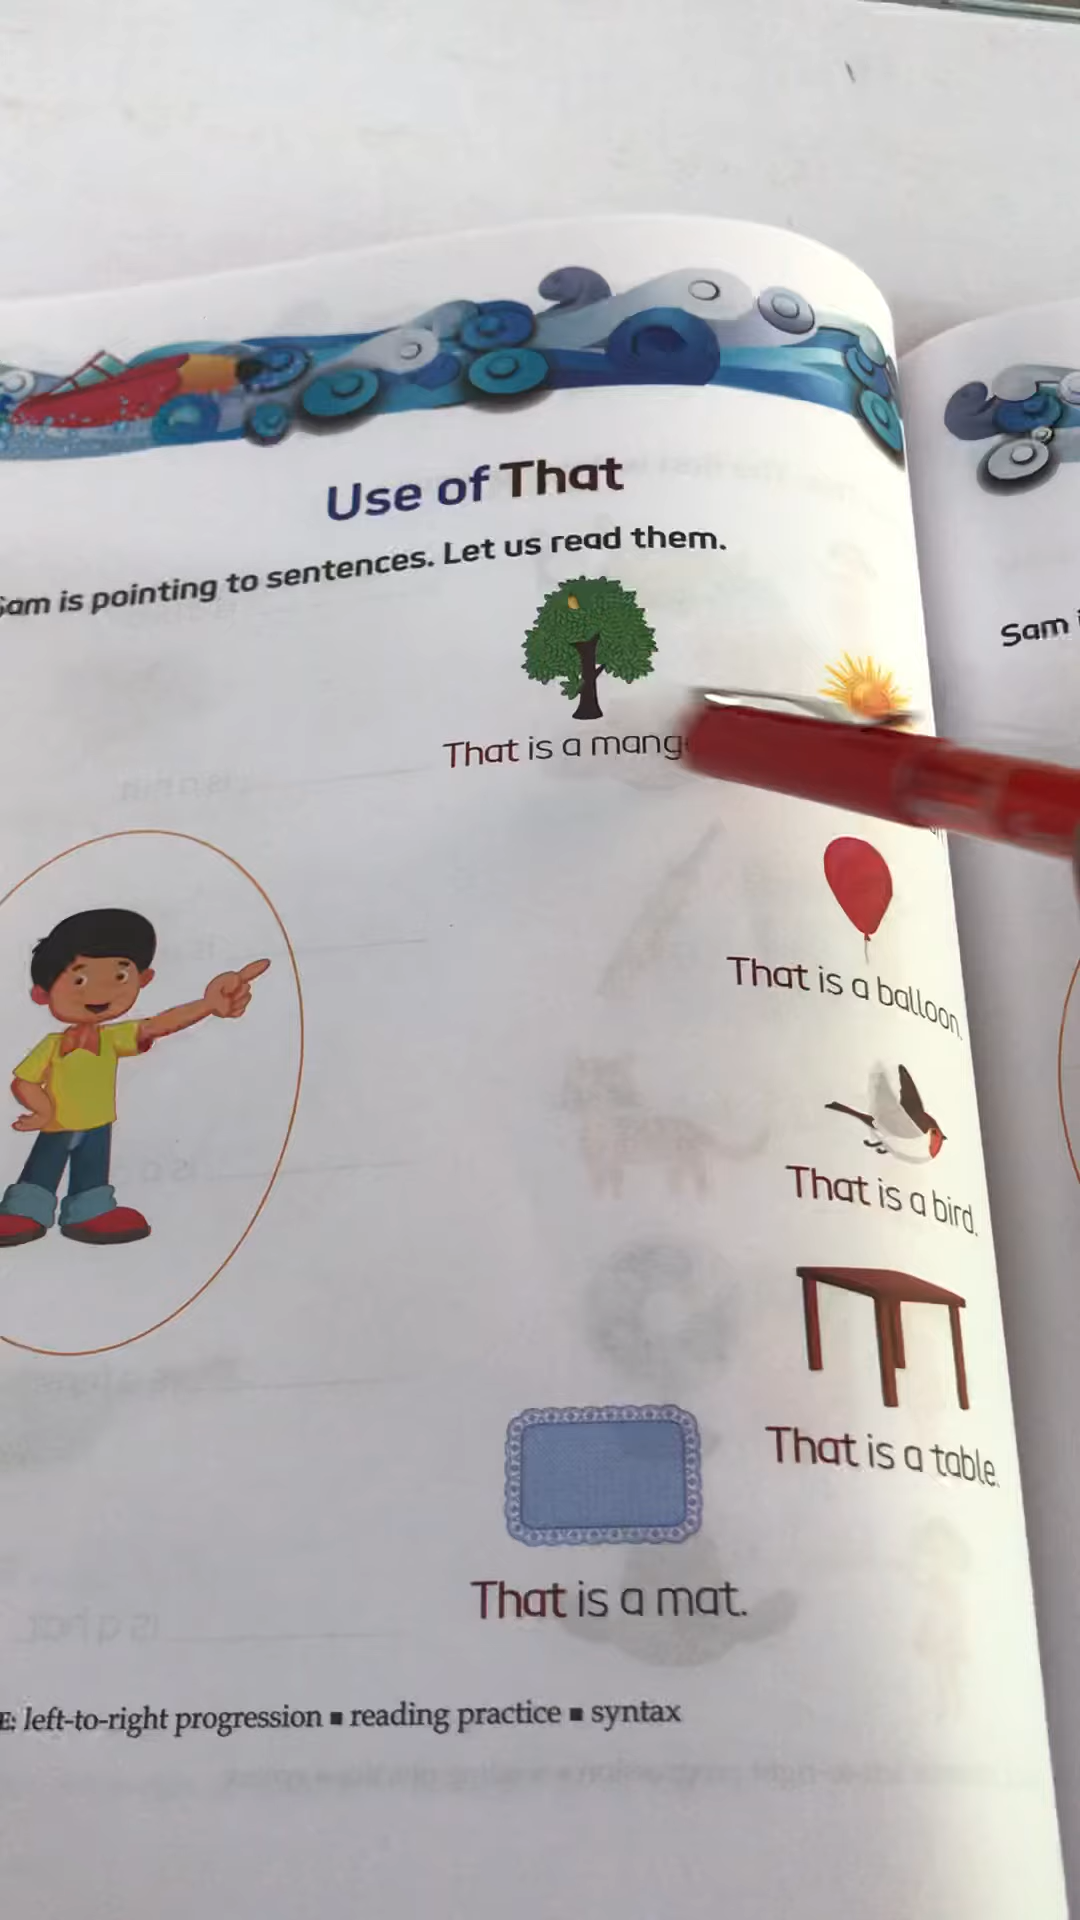 Use of That
Sam is pointing to sentences. Let us read them.
Sam
That is a
That is a balloon.
That is a bird.
That is a table.
That is a mat.
E: left-to-right progression ▪ reading practice ▪ syntax